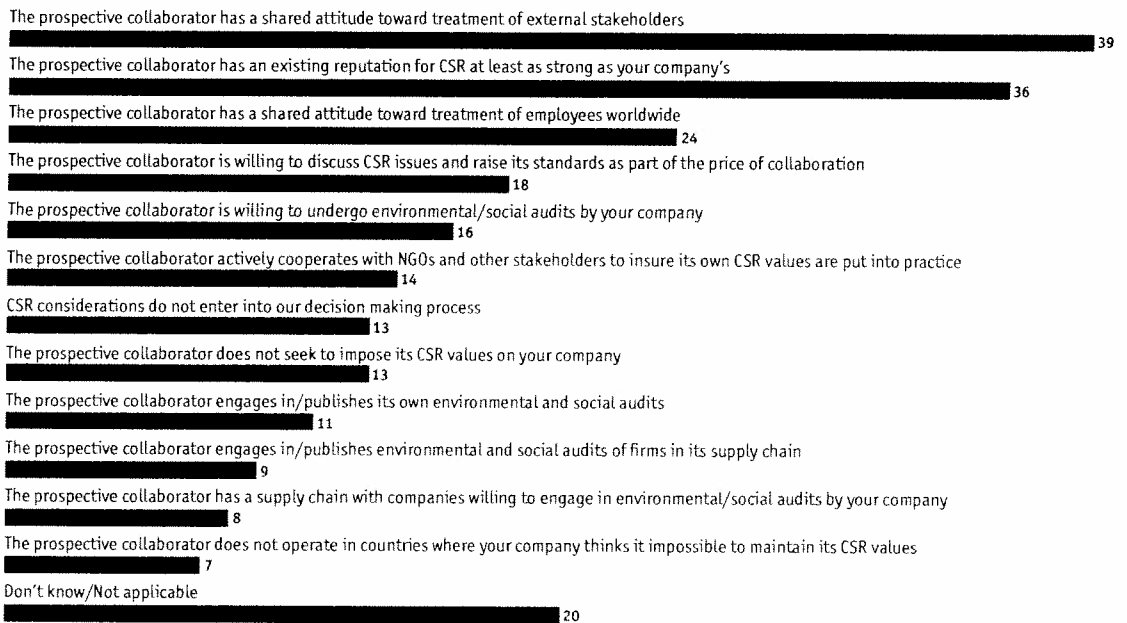 The prospective collaborator has a shared attitude toward treatment of external stakeholders
39
The prospective collaborator has an existing reputation for CSR at least as strong as your company's
36
The prospective collaborator has a shared attitude toward treatment of employees worldwide
24
The prospective collaborator is willing to discuss CSR issues and raise its standards as part of the price of collaboration
18
The prospective collaborator is willing to undergo environmental/social audits by your company
16
The prospective collaborator actively cooperates with NGOs and other stakeholders to insure its own CSR values are put into practice
14
CSR considerations do not enter into our decision making process
13
The prospective collaborator does not seek to impose its CSR values on your company
13
The prospective collaborator engages in/publishes its own environmental and social audits
11
The prospective collaborator engages in/publishes environmental and social audits of firms in its supply chain
9
The prospective collaborator has a supply chain with companies willing to engage in environmental/social audits by your company
8
The prospective collaborator does not operate in countries where your company thinks it impossible to maintain its CSR values
7
Don't know/Not applicable
20